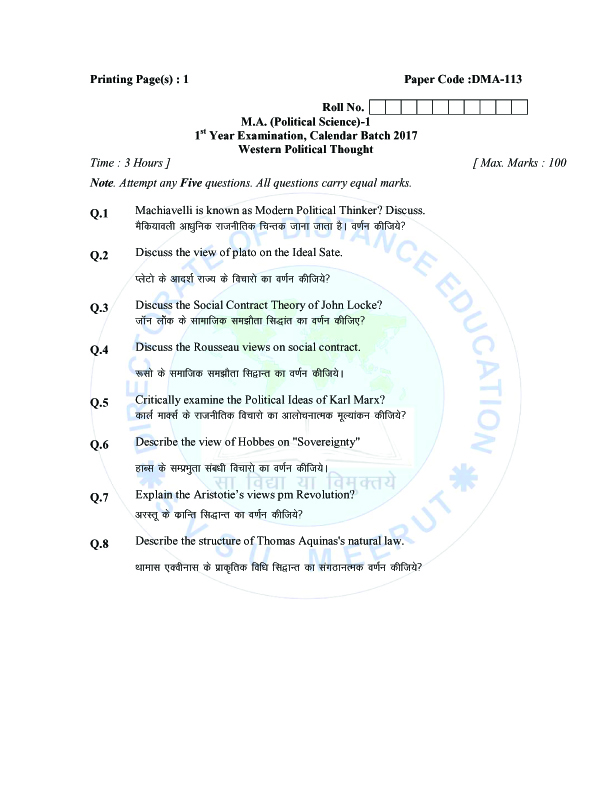 Printing Page(s) : 1 Paper Code :DMA-113
Roll No.
M.A. (Political Science)-1
1st Year Examination, Calendar Batch 2017
Western Political Thought
Time : 3 Hours ] [ Max. Marks : 100
Note. Attempt any Five questions. All questions carry equal marks.
Q.1 Machiavelli is known as Modern Political Thinker? Discuss.
मैकियावली आधुनिक राजनीतिक चिन्तक जाना जाता है। वर्णन कीजिये?
Q.2 Discuss the view of plato on the Ideal Sate.
प्लेटो के आदर्श राज्य के विचारो का वर्णन कीजिये?
Q.3 Discuss the Social Contract Theory of John Locke?
जॉन लॉक के सामाजिक समझौता सिद्धांत का वर्णन कीजिए?
Q.4 Discuss the Rousseau views on social contract.
रूसो के समाजिक समझौता सिद्वान्त का वर्णन कीजिये।
Q.5 Critically examine the Political Ideas of Karl Marx?
कार्ल मार्क्स के राजनीतिक विचारो का आलोचनात्मक मूल्यांकन कीजिये?
Q.6 Describe the view of Hobbes on "Sovereignty"
हाब्स के सम्प्रभुता संबंधी विचारो का वर्णन कीजिये।
सा विद्या या विमुक्तये
Q.7 Explain the Aristotie's views pm Revolution?
अरस्तू के क्रान्ति सिद्धान्त का वर्णन कीजिये?
Q.8 Describe the structure of Thomas Aquinas's natural law.
थामास एक्वीनास के प्राकृतिक विधि सिद्वान्त का संगठानत्मक वर्णन कीजिये?
DIRECTORATE OF DISTANCE EDUCATION
S V S U MEERUT